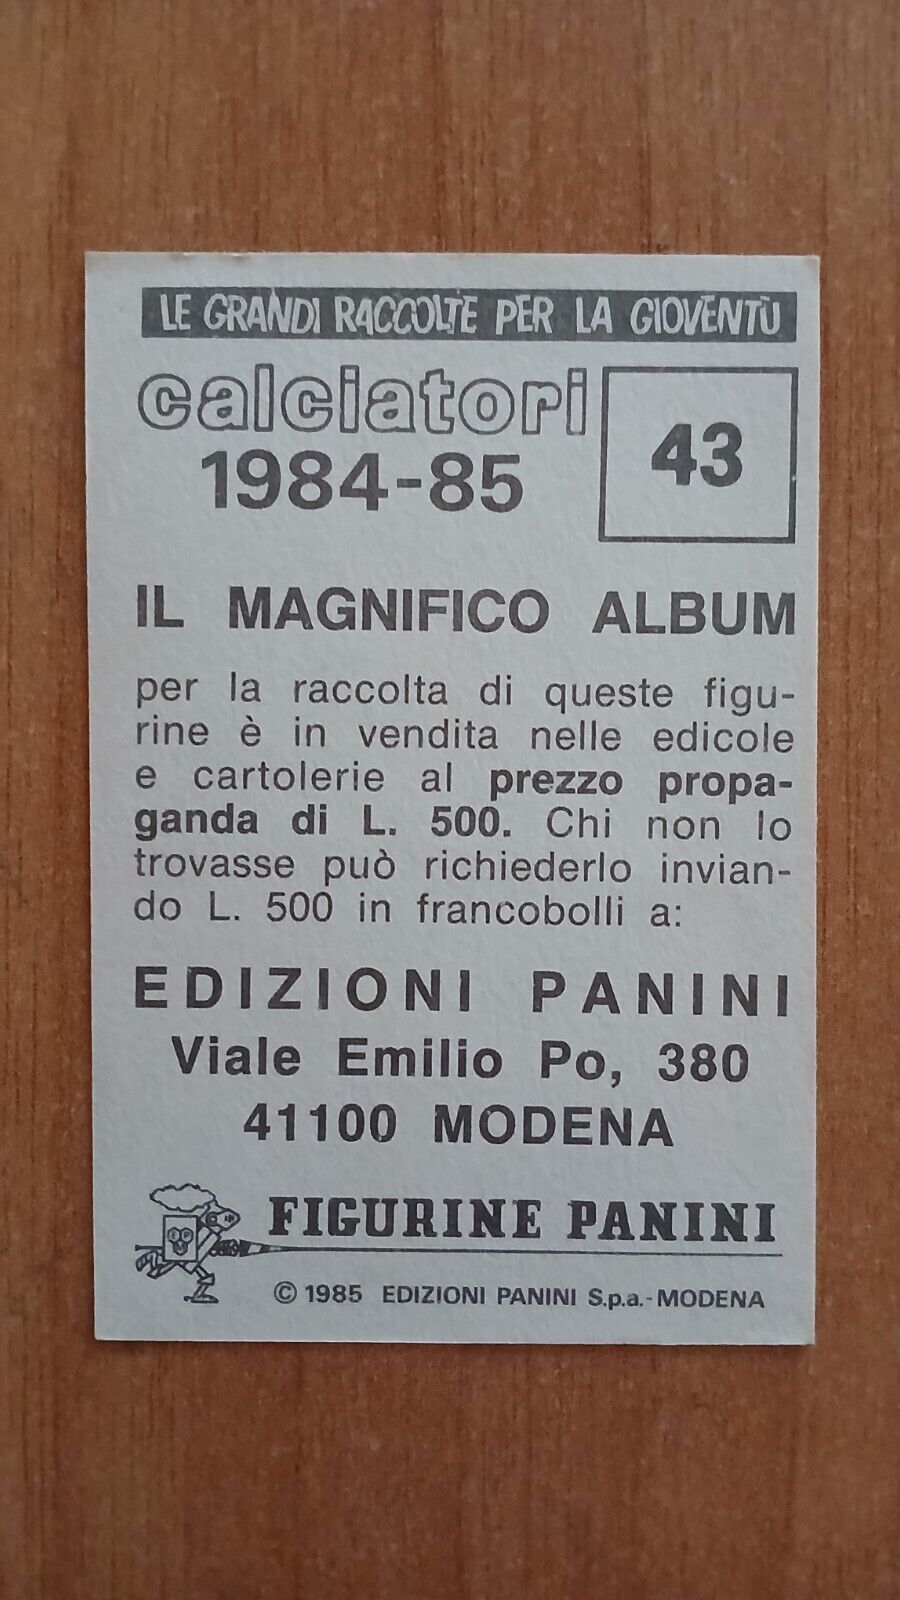 LE GRANDI RACCOLTE PER LA GIOVENTÙ
calciatori
1984-85
43
IL MAGNIFICO ALBUM
per la raccolta di queste figu-
rine è in vendita nelle edicole
e cartolerie al prezzo propa-
ganda di L. 500. Chi non lo
trovasse può richiederlo invian-
do L. 500 in francobolli a:
EDIZIONI PANINI
Viale Emilio Po, 380
41100 MODENA
FIGURINE PANINI
© 1985 EDIZIONI PANINI S.p.a.-MODENA